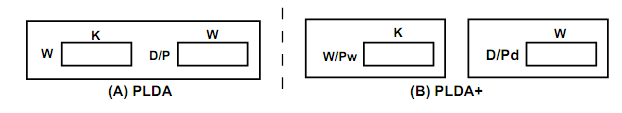 K W K W
W D/P W/Pw D/Pd
(A) PLDA (B) PLDA+